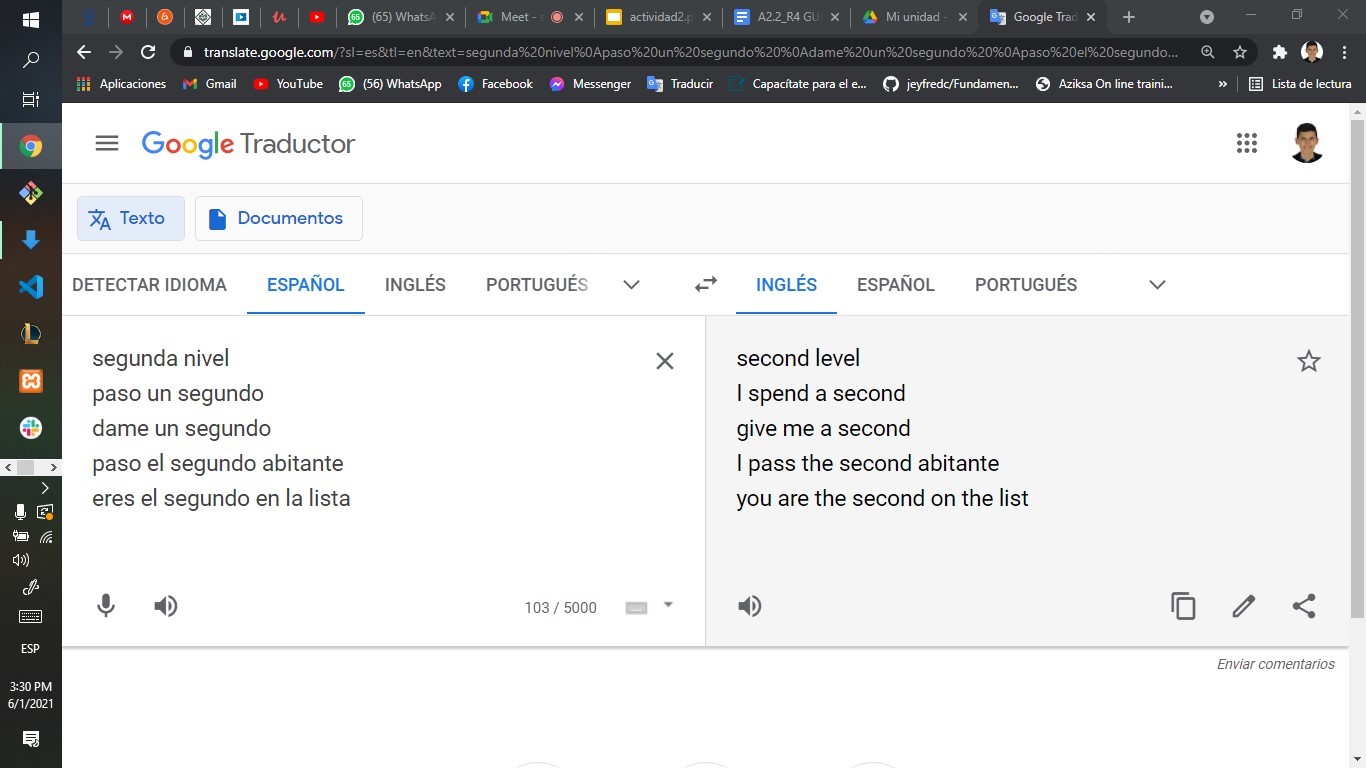 (65) WhatsA
Meet - s
actividad2.p
A2.2_R4 GU
Mi unidad -
Google Trad
translate.google.com/?sl=es&tl=en&text=segunda%20nivel%0Apaso%20un%20segundo%20%0Adame%20un%20segundo%20%0Apaso%20el%20segundo...
Aplicaciones
Gmail
YouTube
(56) WhatsApp
Facebook
Messenger
Traducir
Capacítate para el e...
jeyfredc/Fundamen...
Aziksa On line traini...
»
Lista de lectura
Google Traductor
Texto
Documentos
DETECTAR IDIOMA
ESPAÑOL
INGLÉS
PORTUGUÉS
INGLÉS
ESPAÑOL
PORTUGUÉS
segunda nivel
paso un segundo
dame un segundo
paso el segundo abitante
eres el segundo en la lista
103 / 5000
second level
I spend a second
give me a second
I pass the second abitante
you are the second on the list
Enviar comentarios
ESP
3:30 PM
6/1/2021